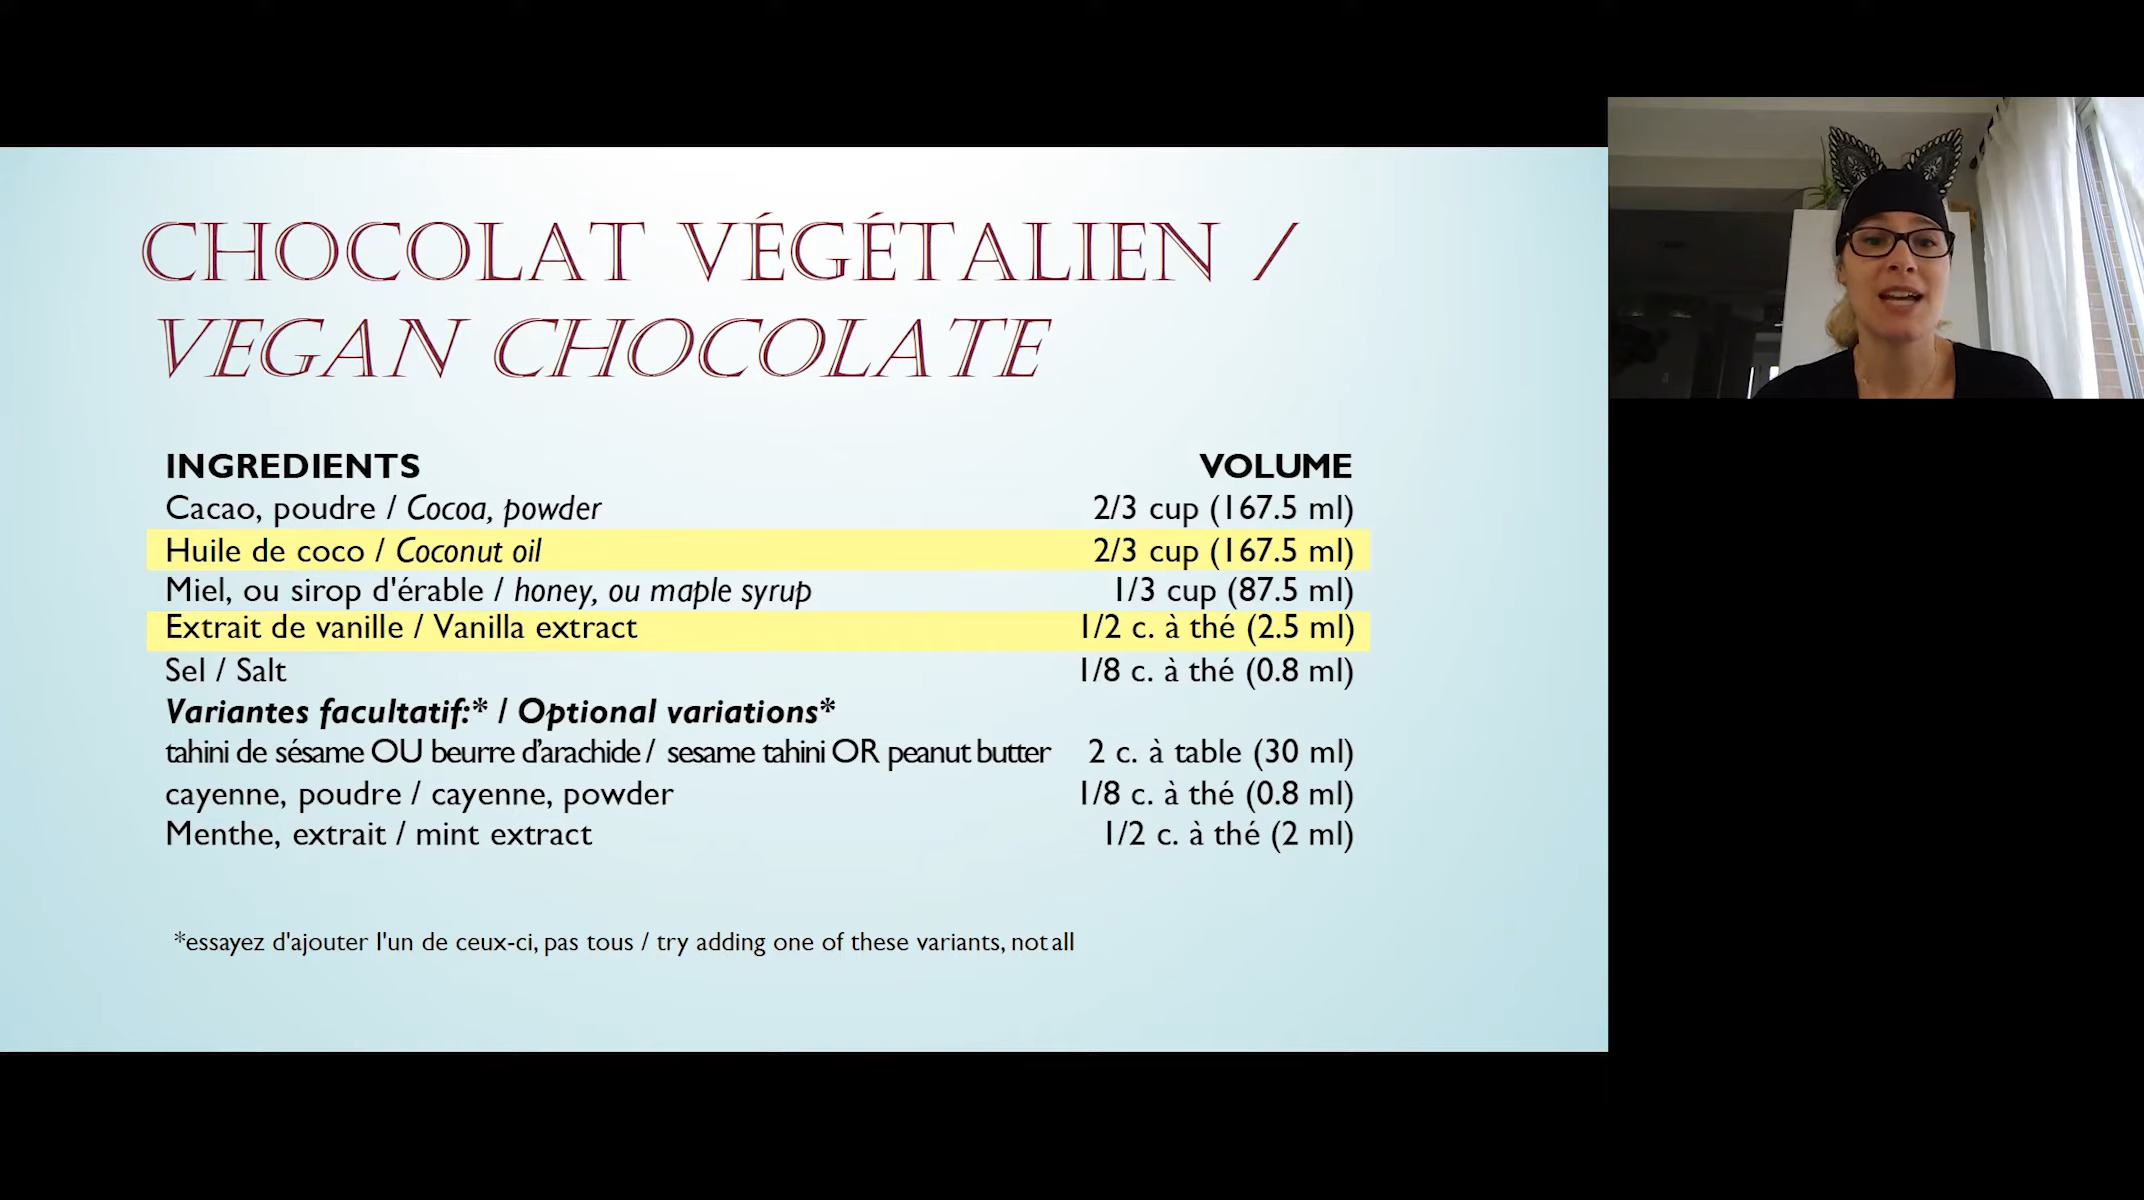 CHOCOLAT VÉGÉTALIEN /
VEGAN CHOCOLATE
INGREDIENTS VOLUME
Cacao, poudre / Cocoa, powder 2/3 cup (167.5 ml)
Huile de coco / Coconut oil 2/3 cup (167.5 ml)
Miel, ou sirop d'érable / honey, ou maple syrup 1/3 cup (87.5 ml)
Extrait de vanille / Vanilla extract 1/2 c. à thé (2.5 ml)
Sel / Salt 1/8 c. à thé (0.8 ml)
Variantes facultatif:* / Optional variations*
tahini de sésame OU beurre d’arachide / sesame tahini OR peanut butter 2 c. à table (30 ml)
cayenne, poudre / cayenne, powder 1/8 c. à thé (0.8 ml)
Menthe, extrait / mint extract 1/2 c. à thé (2 ml)
*essayez d'ajouter l'un de ceux-ci, pas tous / try adding one of these variants, not all